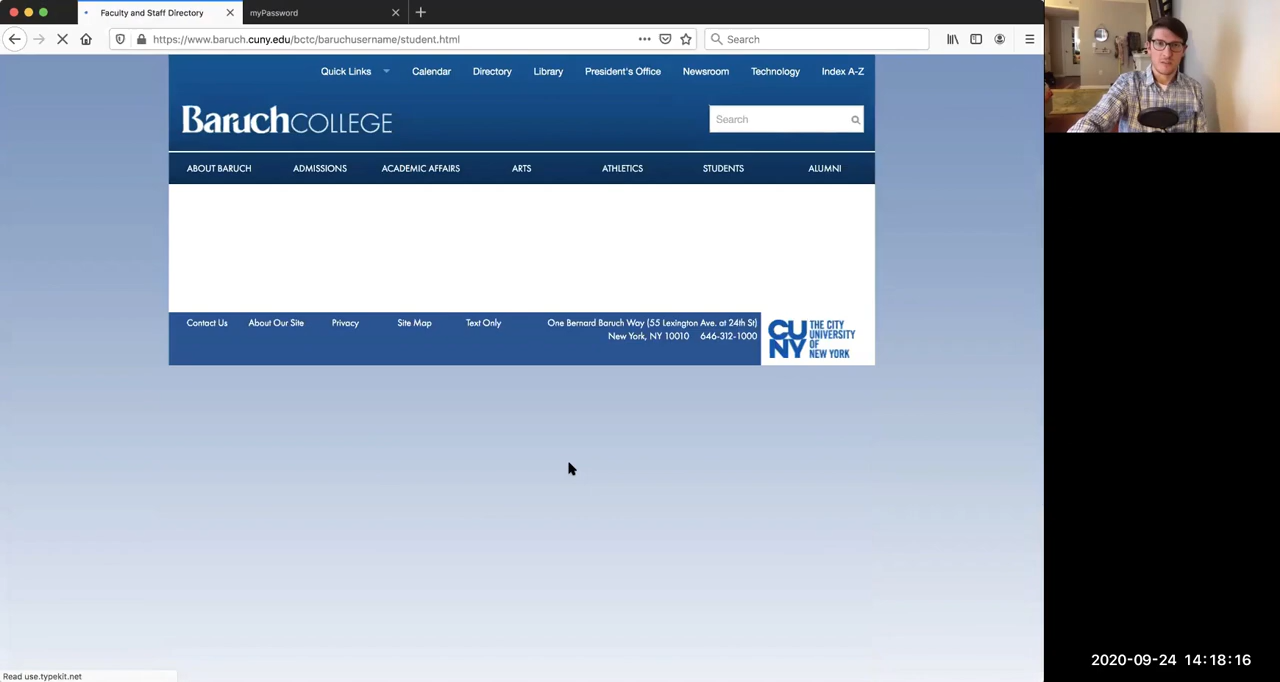 Faculty and Staff Directory
myPassword
https://www.baruch.cuny.edu/bctc/baruchusername/student.html
Search
Quick Links
Calendar
Directory
Library
President's Office
Newsroom
Technology
Index A-Z
BaruchCOLLEGE
Search
ABOUT BARUCH
ADMISSIONS
ACADEMIC AFFAIRS
ARTS
ATHLETICS
STUDENTS
ALUMNI
Contact Us
About Our Site
Privacy
Site Map
Text Only
One Bernard Baruch Way (55 Lexington Ave. at 24th St)
New York, NY 10010 646-312-1000
CU
NY
THE CITY
UNIVERSITY
OF
NEW YORK
Read use.typekit.net
2020-09-24 14:18:16